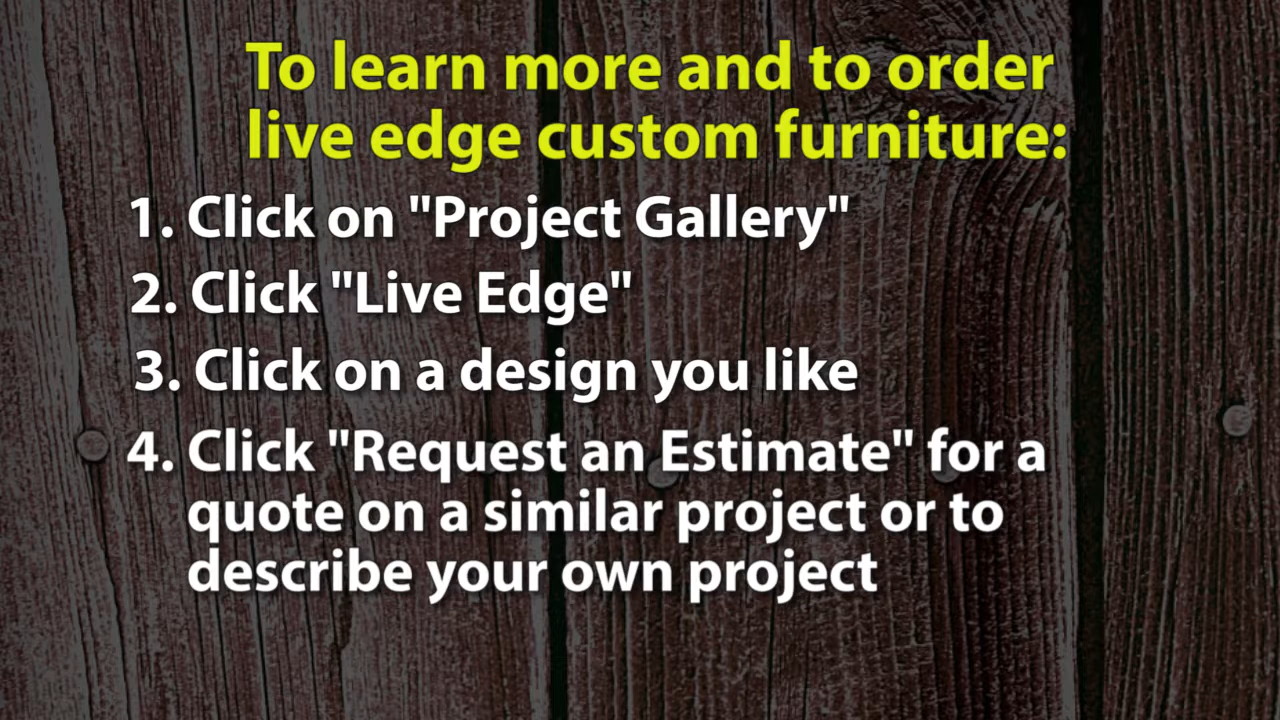 To learn more and to order
live edge custom furniture:
1. Click on "Project Gallery"
2. Click "Live Edge"
3. Click on a design you like
4. Click "Request an Estimate" for a
quote on a similar project or to
describe your own project